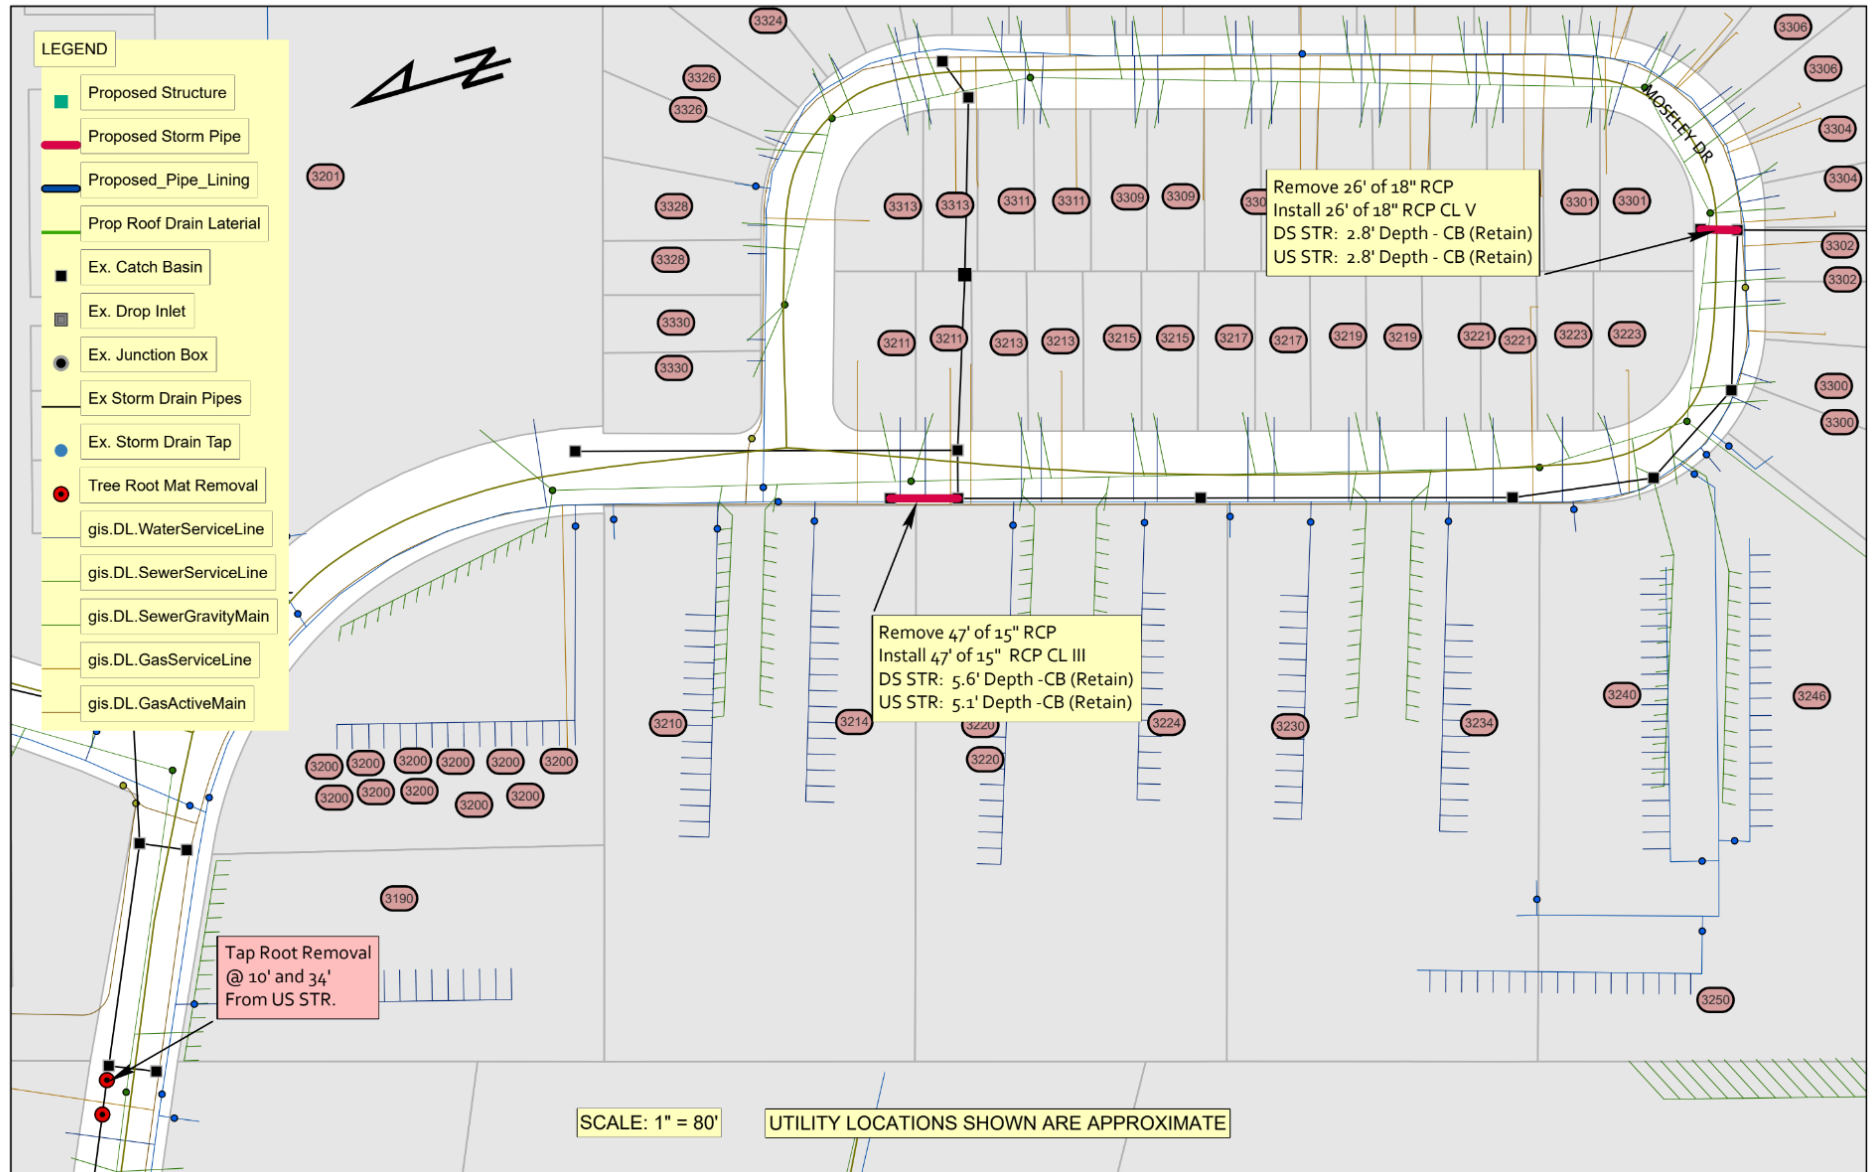 LEGEND
Proposed Structure
Proposed Storm Pipe
Proposed_Pipe_Lining
Prop Roof Drain Laterial
Ex. Catch Basin
Ex. Drop Inlet
Ex. Junction Box
Ex Storm Drain Pipes
Ex. Storm Drain Tap
Tree Root Mat Removal
gis.DL.WaterServiceLine
gis.DL.SewerServiceLine
gis.DL.SewerGravityMain
gis.DL.GasServiceLine
gis.DL.GasActiveMain
N
3201
3324
3326
3326
3328
3328
3330
3330
3313
3313
3311
3311
3309
3309
3301
3301
3306
3306
3304
3304
3302
3302
3300
3300
MOSELEY DR
Remove 26' of 18" RCP
Install 26' of 18" RCP CL V
DS STR: 2.8' Depth - CB (Retain)
US STR: 2.8' Depth - CB (Retain)
3211
3211
3213
3213
3215
3215
3217
3217
3219
3219
3221
3221
3223
3223
Remove 47' of 15" RCP
Install 47' of 15" RCP CL III
DS STR: 5.6' Depth -CB (Retain)
US STR: 5.1' Depth -CB (Retain)
3210
3214
3220
3220
3224
3230
3234
3240
3246
3250
3200
3200
3200
3200
3200
3200
3200
3200
3200
3200
3200
3190
Tap Root Removal
@ 10' and 34'
From US STR.
SCALE: 1" = 80'
UTILITY LOCATIONS SHOWN ARE APPROXIMATE